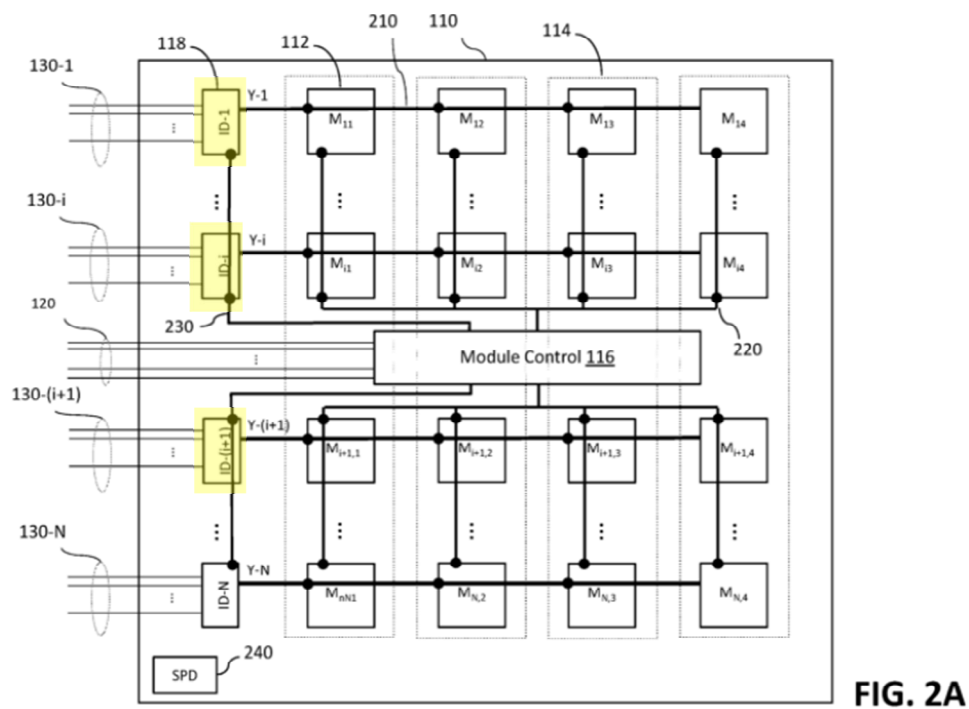 210 110
118 112 114
130-1
Y-1
ID-1 M11 M12 M13 M14
... ... ... ... ... ...
130-i
Y-i
ID-i Mi1 Mi2 Mi3 Mi4
...
120 230 220
... Module Control 116
130-(i+1)
Y-(i+1)
ID-(i+1) Mi+1,1 Mi+1,2 Mi+1,3 Mi+1,4
...
... ... ... ... ...
130-N
Y-N
ID-N MnN1 MN,2 MN,3 MN,4
...
240
SPD
FIG. 2A